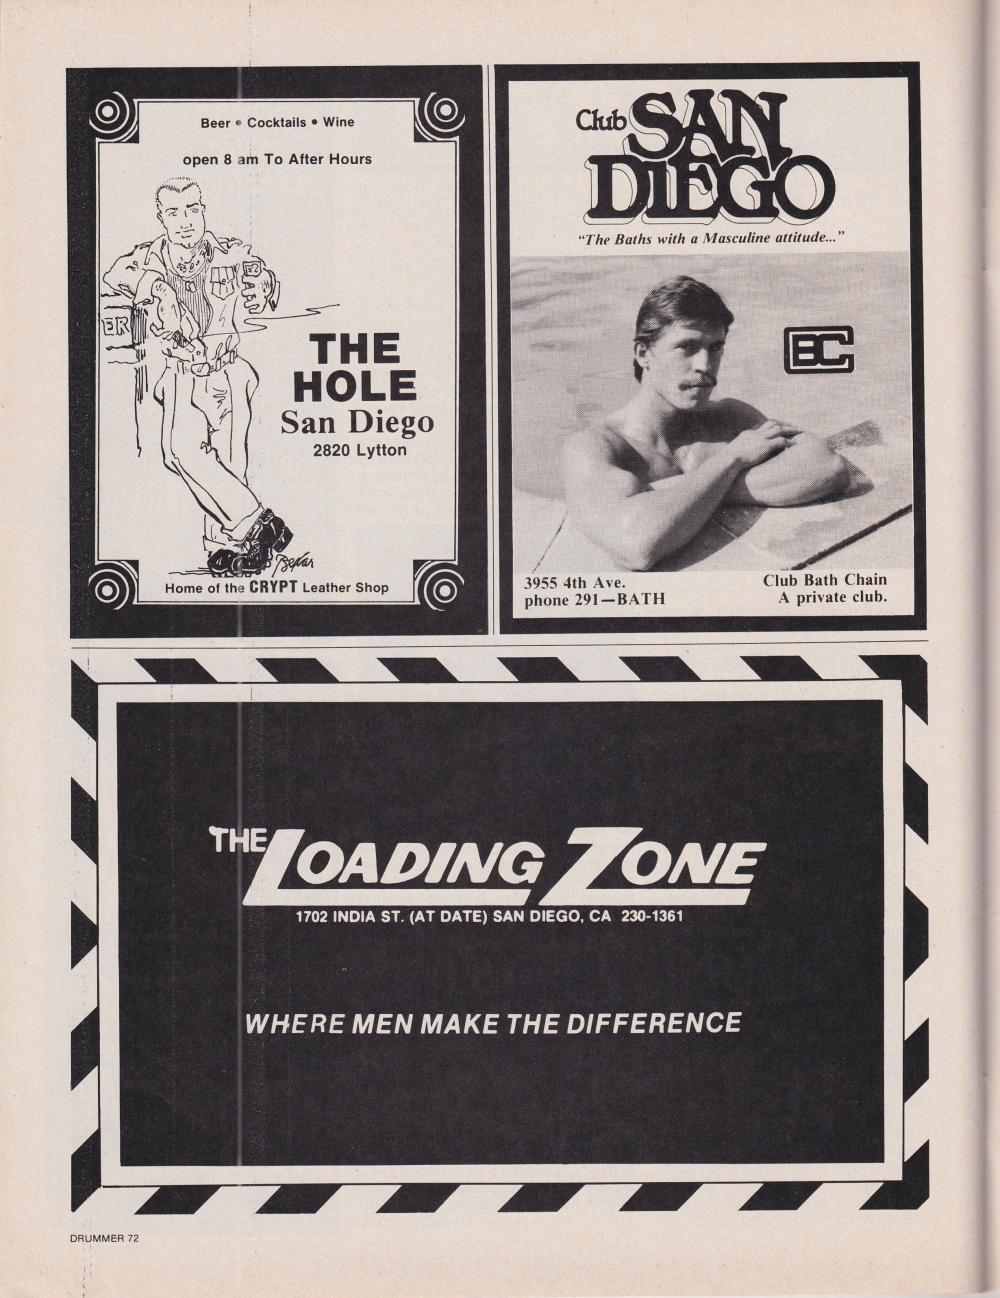 Beer • Cocktails • Wine
open 8 am To After Hours
ER
THE
HOLE
San Diego
2820 Lytton
Home of the CRYPT Leather Shop
Club SAN
DIEGO
“The Baths with a Masculine attitude...”
BC
3955 4th Ave.
phone 291—BATH
Club Bath Chain
A private club.
THE LOADING ZONE
1702 INDIA ST. (AT DATE) SAN DIEGO, CA 230-1361
WHERE MEN MAKE THE DIFFERENCE
DRUMMER 72